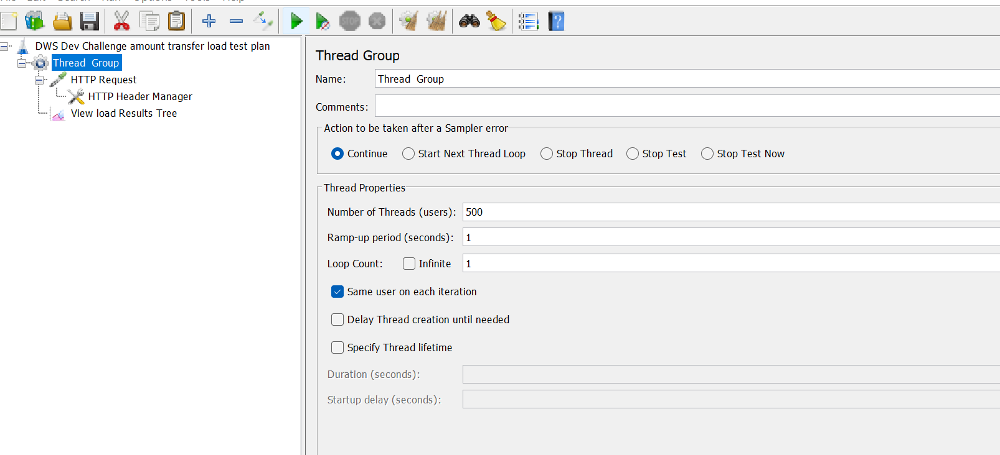 STOP
DWS Dev Challenge amount transfer load test plan
Thread Group
HTTP Request
HTTP Header Manager
View load Results Tree
Thread Group
Name: Thread Group
Comments:
Action to be taken after a Sampler error
Continue Start Next Thread Loop Stop Thread Stop Test Stop Test Now
Thread Properties
Number of Threads (users): 500
Ramp-up period (seconds): 1
Loop Count: Infinite 1
Same user on each iteration
Delay Thread creation until needed
Specify Thread lifetime
Duration (seconds):
Startup delay (seconds):